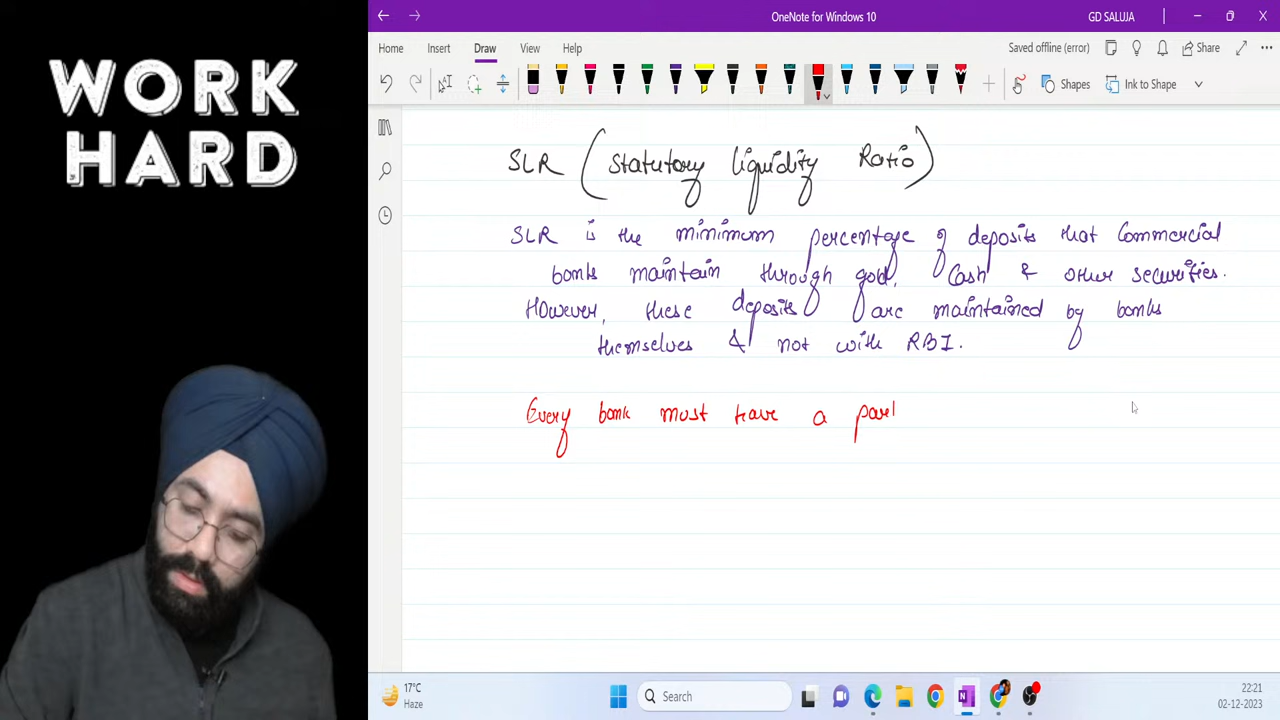 WORK
HARD
OneNote for Windows 10
GD SALUJA
Home Insert Draw View Help
Saved offline (error)
Share
Shapes
Ink to Shape
SLR (Statutory liquidity Ratio)
SLR is the minimum percentage of deposits that Commercial
banks maintain through gold, Cash & other securities.
However, these deposits are maintained by banks
themselves & not with RBI.
Every bank must have a part
17°C
Haze
Search
22:21
02-12-2023